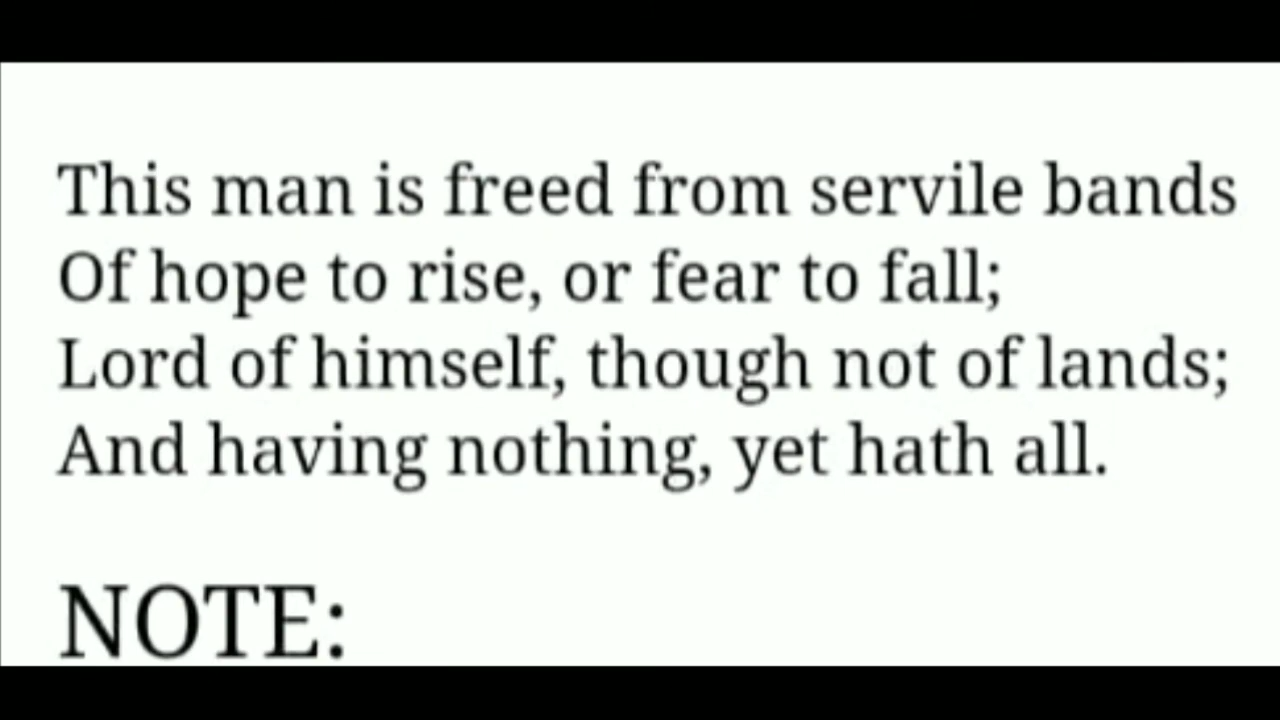 This man is freed from servile bands
Of hope to rise, or fear to fall;
Lord of himself, though not of lands;
And having nothing, yet hath all.
NOTE: